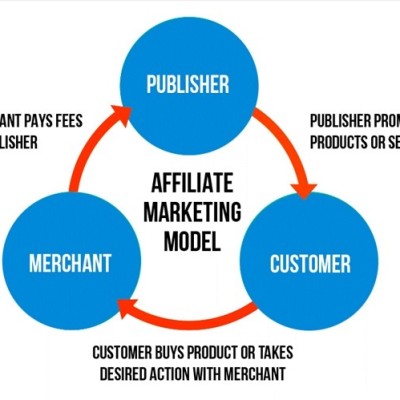 PUBLISHER
ANT PAYS FEES
LISHER
PUBLISHER PROM
PRODUCTS OR SE
AFFILIATE
MARKETING
MODEL
MERCHANT
CUSTOMER
CUSTOMER BUYS PRODUCT OR TAKES
DESIRED ACTION WITH MERCHANT